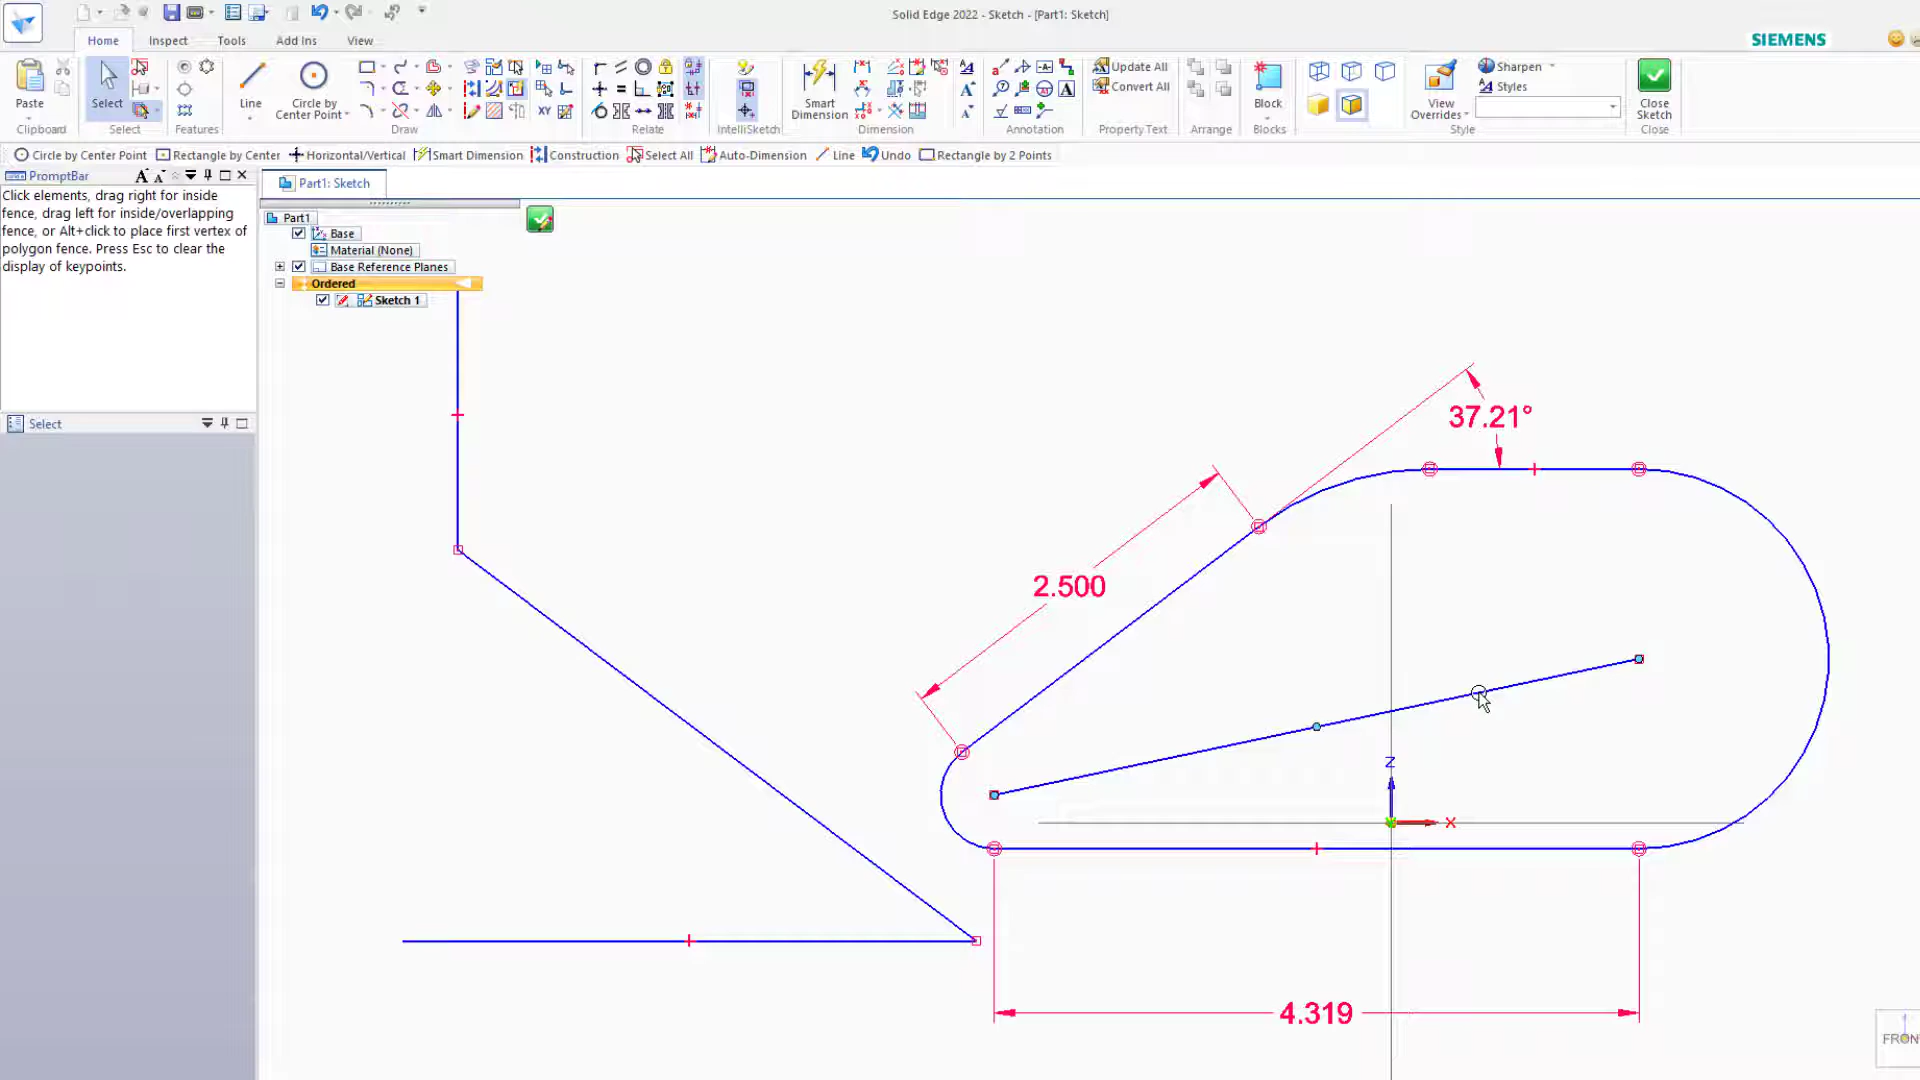 Solid Edge 2022 - Sketch - [Part1: Sketch]
Home Inspect Tools Add Ins View
SIEMENS
Paste
Clipboard
Select
Select
Features
Line
Circle by
Center Point
Draw
Relate
IntelliSketch
Smart
Dimension
Dimension
Annotation
Update All
Convert All
Property Text
Arrange
Block
Blocks
View
Overrides
Sharpen
Styles
Style
Close
Sketch
Close
Circle by Center Point Rectangle by Center Horizontal/Vertical Smart Dimension Construction Select All Auto-Dimension Line Undo Rectangle by 2 Points
PromptBar
Click elements, drag right for inside
fence, drag left for inside/overlapping
fence, or Alt+click to place first vertex of
polygon fence. Press Esc to clear the
display of keypoints.
Select
Part1: Sketch
Part1
Base
Material (None)
Base Reference Planes
Ordered
Sketch 1
37.21°
2.500
Z
X
4.319